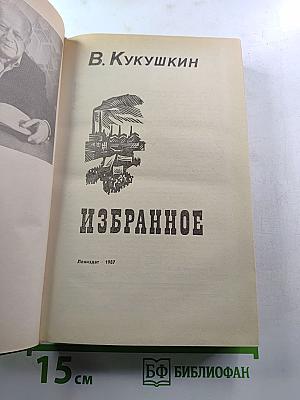 В. Кукушкин
ИЗБРАННОЕ
Лениздат · 1987
15 см
БФ БИБЛИОФАН